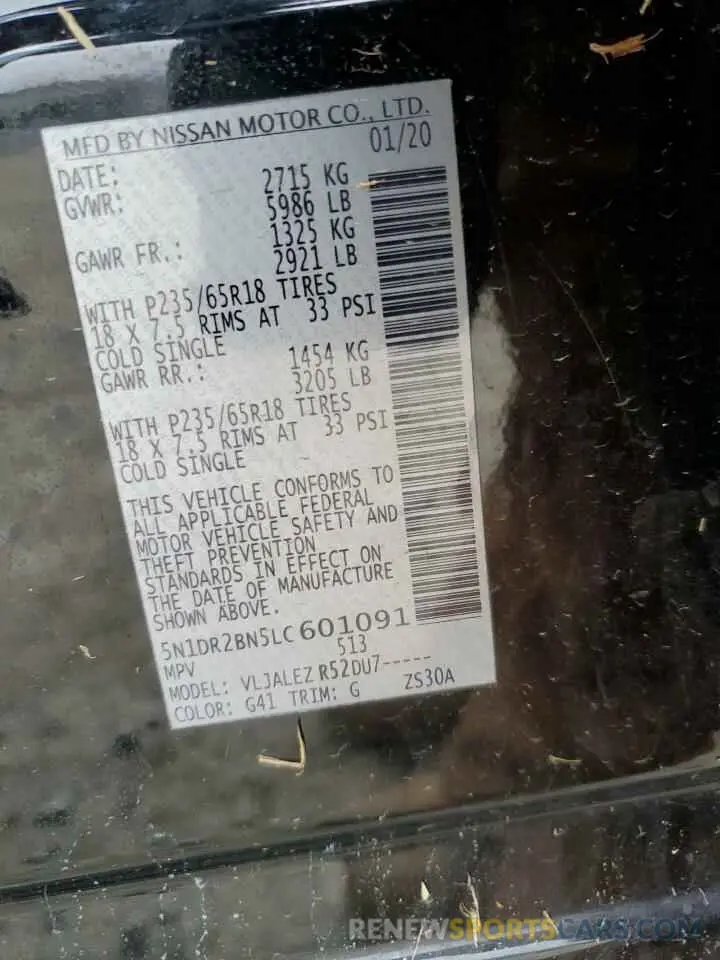 MFD BY NISSAN MOTOR CO., LTD.
DATE: 01/20
GVWR: 2715 KG
5986 LB
GAWR FR.: 1325 KG
2921 LB
WITH P235/65R18 TIRES
18 X 7.5 RIMS AT 33 PSI
COLD SINGLE
GAWR RR.: 1454 KG
3205 LB
WITH P235/65R18 TIRES
18 X 7.5 RIMS AT 33 PSI
COLD SINGLE
THIS VEHICLE CONFORMS TO
ALL APPLICABLE FEDERAL
MOTOR VEHICLE SAFETY AND
THEFT PREVENTION
STANDARDS IN EFFECT ON
THE DATE OF MANUFACTURE
SHOWN ABOVE.
5N1DR2BN5LC601091
MPV 513
MODEL: VLJALEZ R52DU7-----
COLOR: G41 TRIM: G ZS30A
RENEWSPORTSCARS.COM